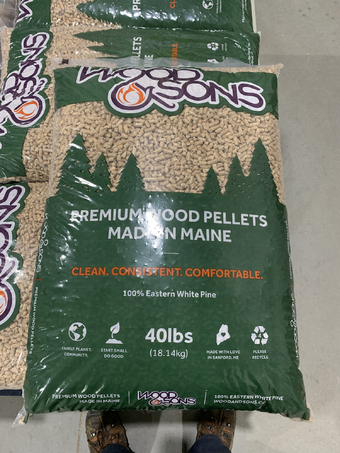 WOOD
& SONS
PREMIUM WOOD PELLETS
MADE IN MAINE
CLEAN. CONSISTENT. COMFORTABLE.
100% Eastern White Pine
FAMILY. PLANET.
COMMUNITY.
START SMALL
DO GOOD
40lbs
(18.14kg)
MADE WITH LOVE
IN SANFORD, ME
PLEASE
RECYCLE
PREMIUM WOOD PELLETS
MADE IN MAINE
WOOD
& SONS
100% EASTERN WHITE PINE
SONS